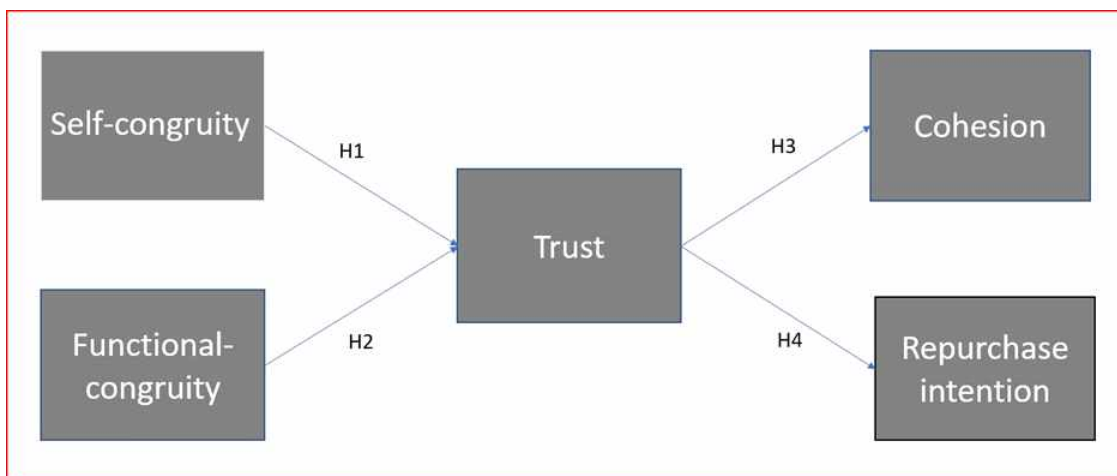 Self-congruity
H1
Functional-
congruity
H2
Trust
H3
Cohesion
H4
Repurchase
intention